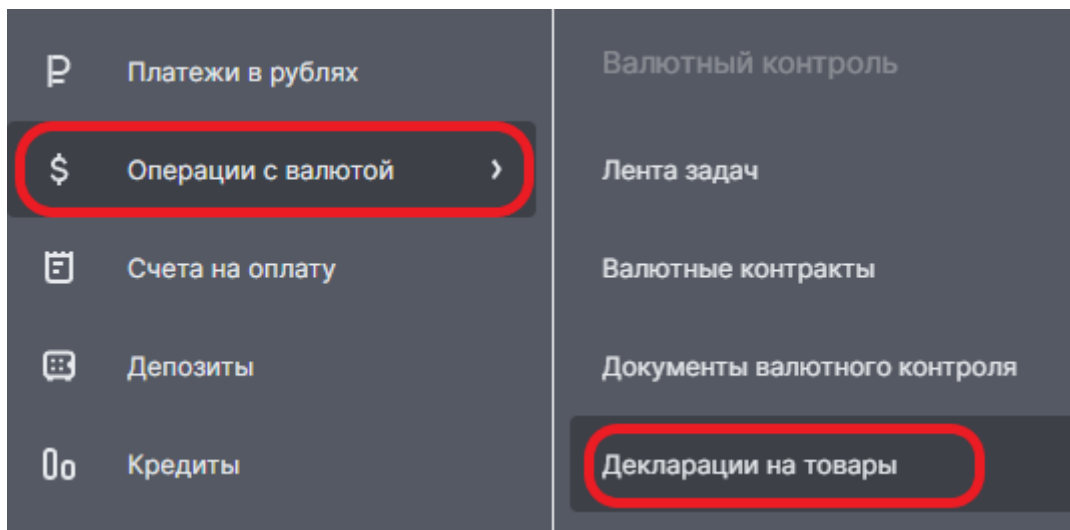 Платежи в рублях
Операции с валютой
Счета на оплату
Депозиты
Кредиты
Валютный контроль
Лента задач
Валютные контракты
Документы валютного контроля
Декларации на товары